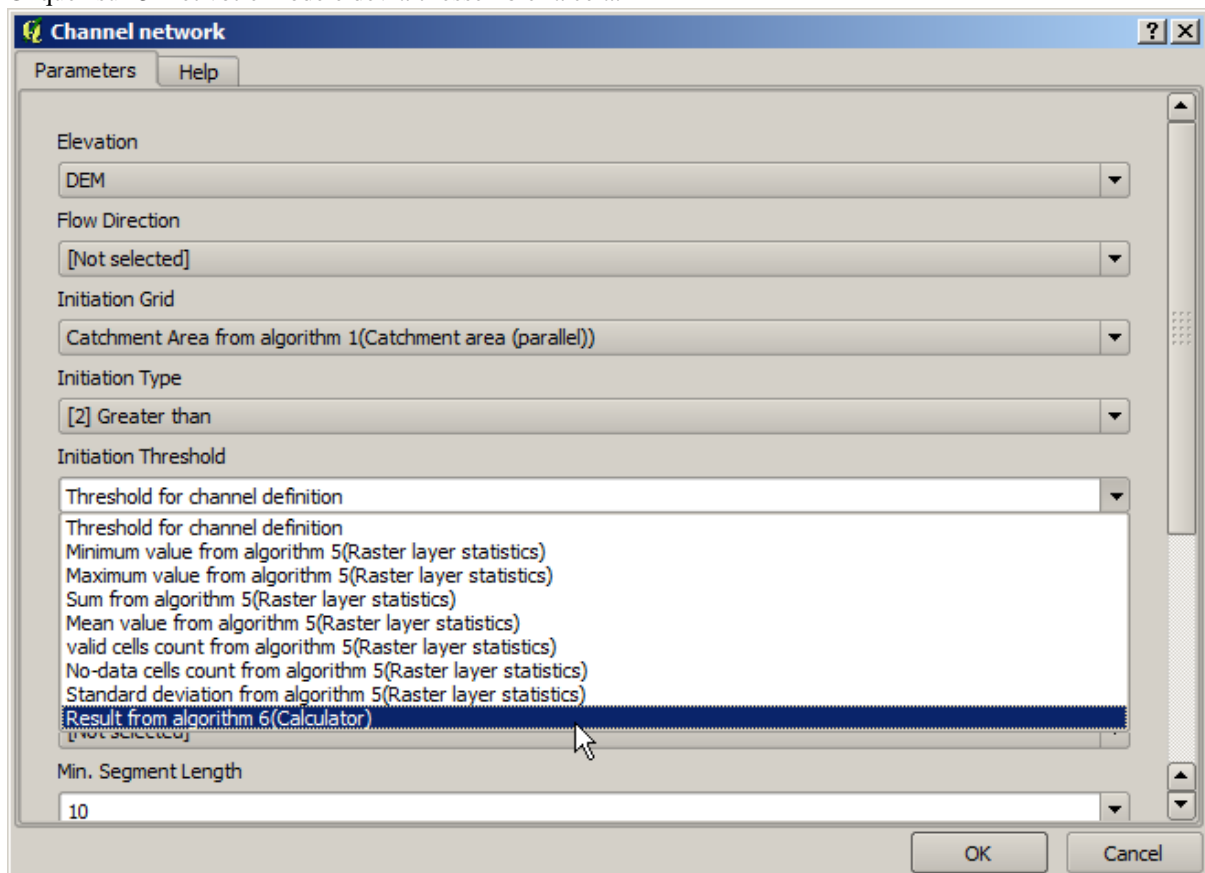 Channel network
Parameters Help
Elevation
DEM
Flow Direction
[Not selected]
Initiation Grid
Catchment Area from algorithm 1(Catchment area (parallel))
Initiation Type
[2] Greater than
Initiation Threshold
Threshold for channel definition
Threshold for channel definition
Minimum value from algorithm 5(Raster layer statistics)
Maximum value from algorithm 5(Raster layer statistics)
Sum from algorithm 5(Raster layer statistics)
Mean value from algorithm 5(Raster layer statistics)
valid cells count from algorithm 5(Raster layer statistics)
No-data cells count from algorithm 5(Raster layer statistics)
Standard deviation from algorithm 5(Raster layer statistics)
Result from algorithm 6(Calculator)
[Not selected]
Min. Segment Length
10
OK Cancel